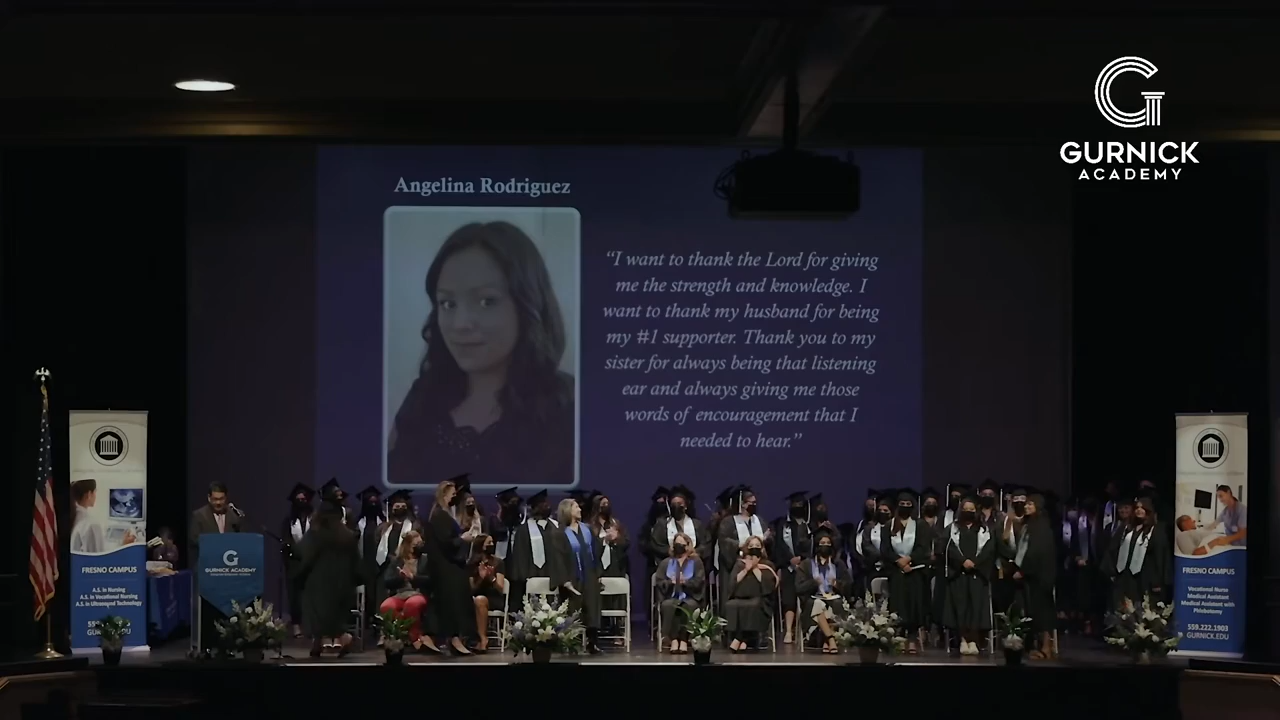 GURNICK
ACADEMY
Angelina Rodriguez
“I want to thank the Lord for giving
me the strength and knowledge. I
want to thank my husband for being
my #1 supporter. Thank you to my
sister for always being that listening
ear and always giving me those
words of encouragement that I
needed to hear.”
FRESNO CAMPUS
A.S. in Nursing
A.S. in Vocational Nursing
A.S. in Ultrasound Technology
GURNICK ACADEMY
FRESNO CAMPUS
Vocational Nurse
Medical Assistant
Medical Assistant with
Phlebotomy
559.222.1903
GURNICK.EDU